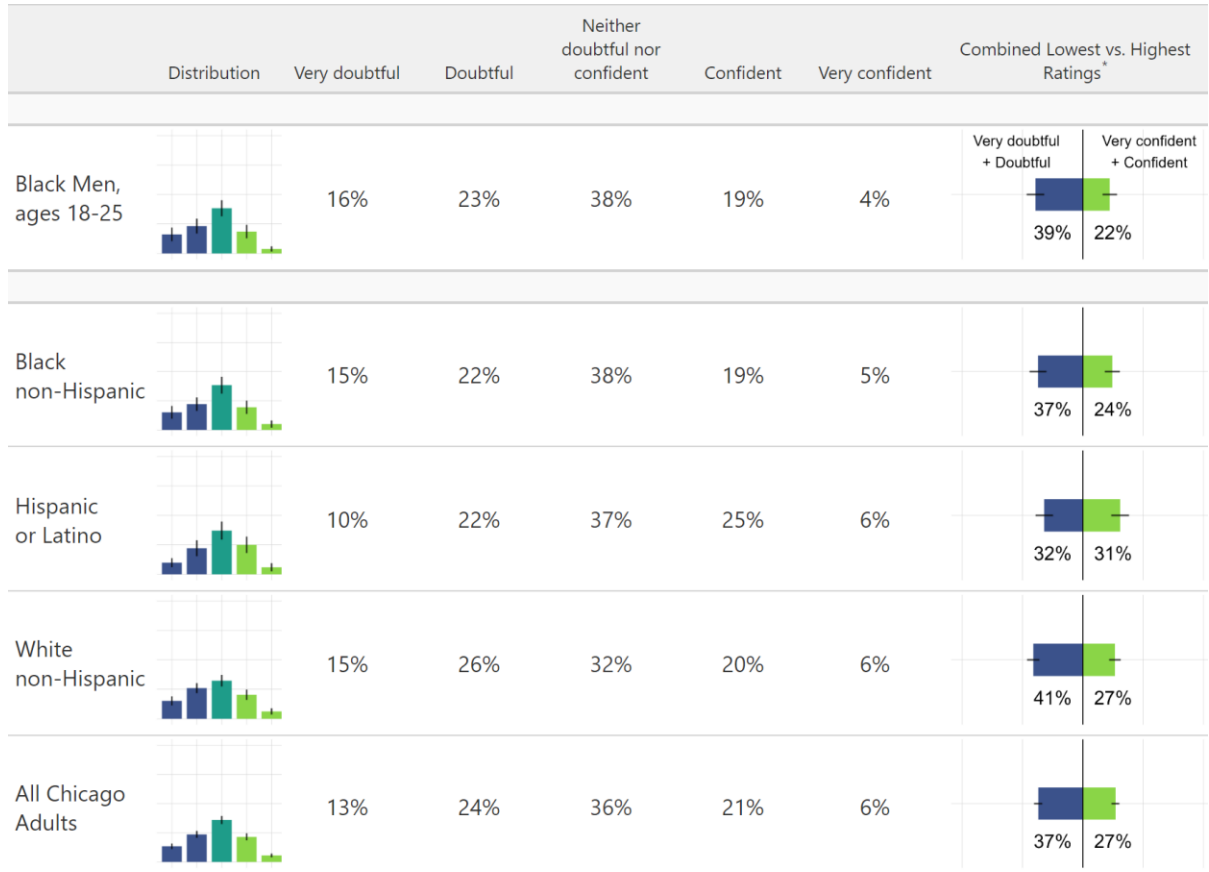 Distribution
Very doubtful
Doubtful
Neither
doubtful nor
confident
Confident
Very confident
Combined Lowest vs. Highest
Ratings*
Very doubtful
+ Doubtful
Very confident
+ Confident
Black Men,
ages 18-25
16% 23% 38% 19% 4%
39% 22%
Black
non-Hispanic
15% 22% 38% 19% 5%
37% 24%
Hispanic
or Latino
10% 22% 37% 25% 6%
32% 31%
White
non-Hispanic
15% 26% 32% 20% 6%
41% 27%
All Chicago
Adults
13% 24% 36% 21% 6%
37% 27%